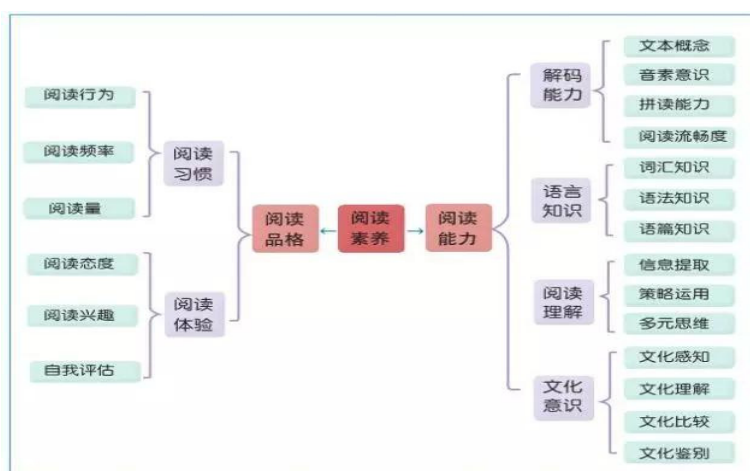 阅读行为
阅读频率
阅读量
阅读
习惯
阅读态度
阅读兴趣
自我评估
阅读
体验
阅读
品格
阅读
素养
阅读
能力
解码
能力
文本概念
音素意识
拼读能力
阅读流畅度
语言
知识
词汇知识
语法知识
语篇知识
阅读
理解
信息提取
策略运用
多元思维
文化
意识
文化感知
文化理解
文化比较
文化鉴别